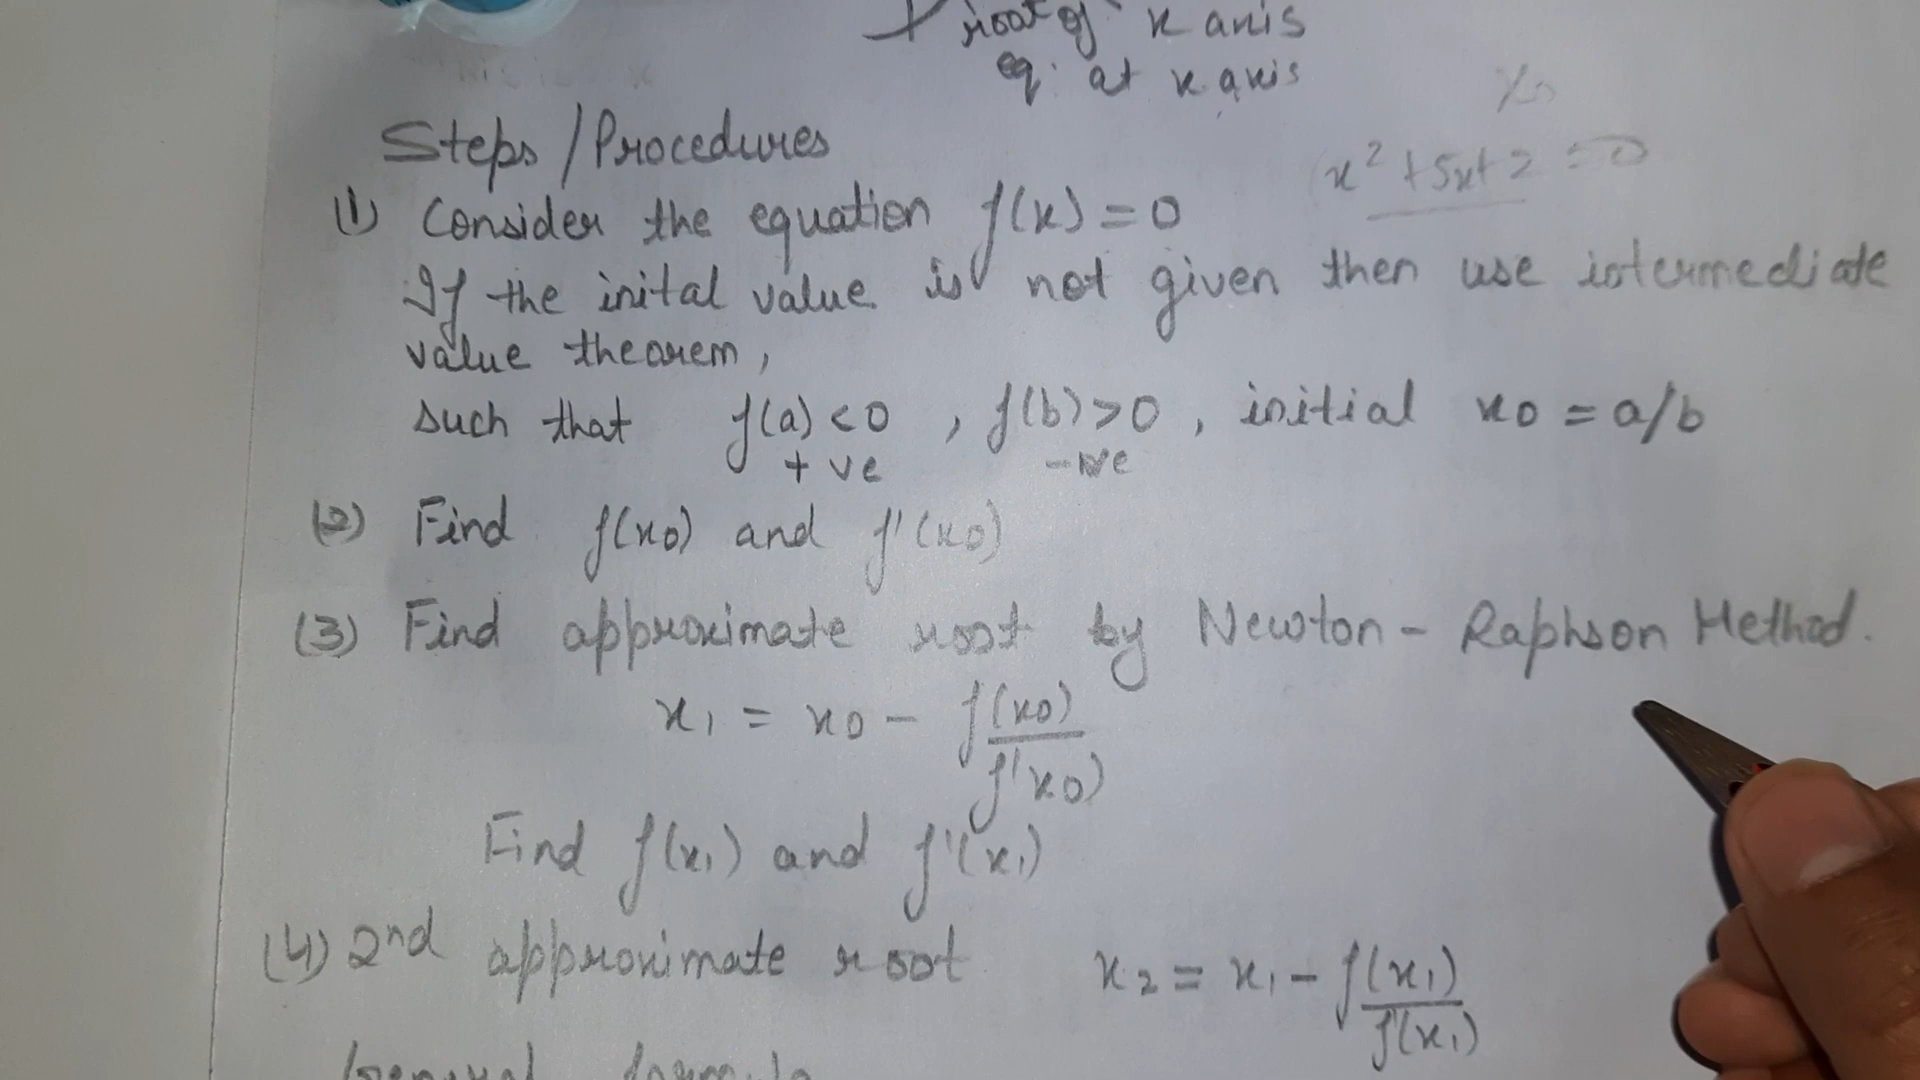 root of x axis
eq. at x axis
x0
Steps / Procedures
x² + 5x + 2 = 0
(1) Consider the equation f(x) = 0
If the inital value is not given then use intermediate
value theorem,
such that f(a) < 0 , f(b) > 0 , initial x0 = a/b
+ve -ve
(2) Find f(x0) and f'(x0)
(3) Find approximate root by Newton - Raphson Method.
x1 = x0 - f(x0)
f'x0)
Find f(x1) and f'(x1)
(4) 2nd approximate root x2 = x1 - f(x1)
f'(x1)
General formula